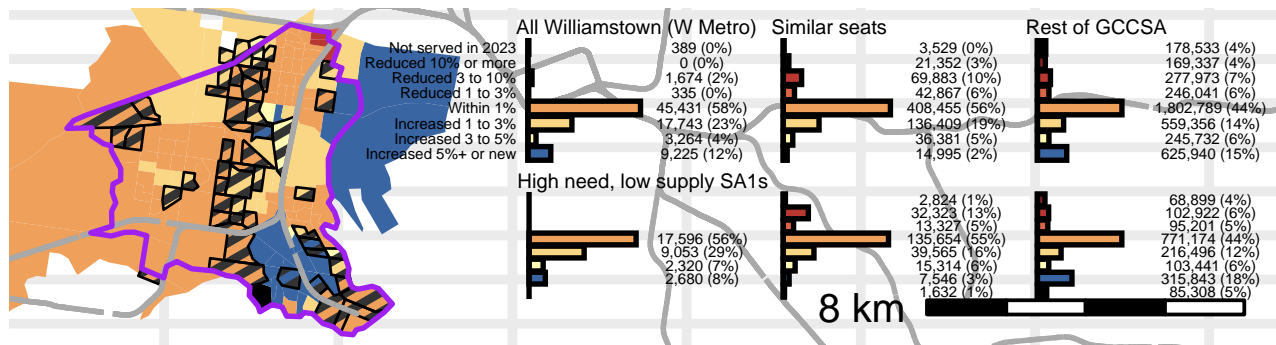 All Williamstown (W Metro) Similar seats Rest of GCCSA
Not served in 2023 389 (0%) 3,529 (0%) 178,533 (4%)
Reduced 10% or more 0 (0%) 21,352 (3%) 169,337 (4%)
Reduced 3 to 10% 1,674 (2%) 69,883 (10%) 277,973 (7%)
Reduced 1 to 3% 335 (0%) 42,867 (6%) 246,041 (6%)
Within 1% 45,431 (58%) 408,455 (56%) 1,802,789 (44%)
Increased 1 to 3% 17,743 (23%) 136,409 (19%) 559,356 (14%)
Increased 3 to 5% 3,264 (4%) 36,381 (5%) 245,732 (6%)
Increased 5%+ or new 9,225 (12%) 14,995 (2%) 625,940 (15%)
High need, low supply SA1s
2,824 (1%) 68,899 (4%)
32,323 (13%) 102,922 (6%)
13,327 (5%) 95,201 (5%)
17,596 (56%) 135,654 (55%) 771,174 (44%)
9,053 (29%) 39,565 (16%) 216,496 (12%)
2,320 (7%) 15,314 (6%) 103,441 (6%)
2,680 (8%) 7,546 (3%) 315,843 (18%)
1,632 (1%) 85,308 (5%)
8 km